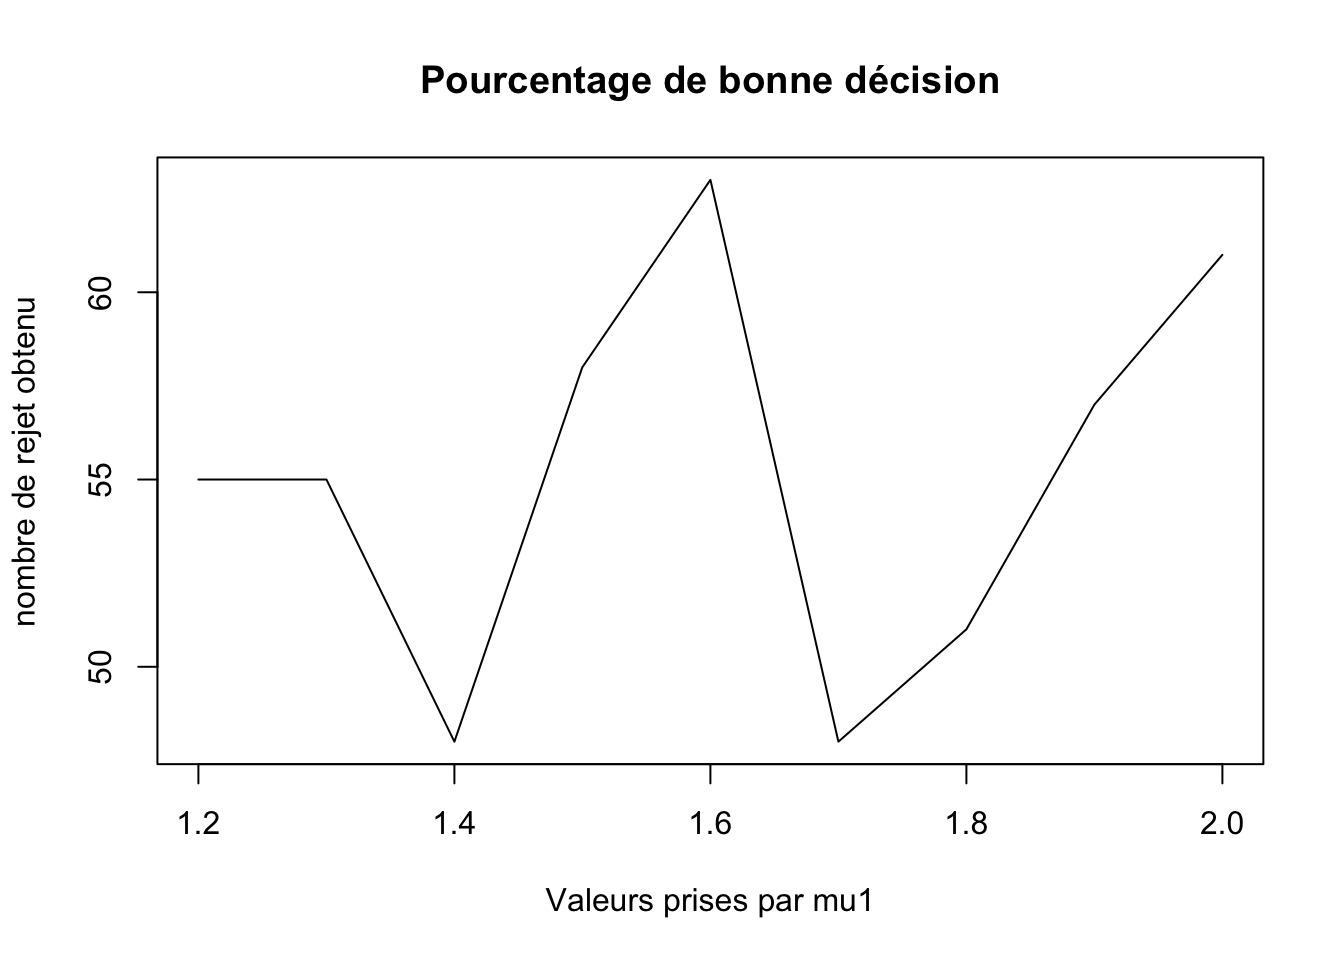 Pourcentage de bonne décision
nombre de rejet obtenu
60
55
50
1.2 1.4 1.6 1.8 2.0
Valeurs prises par mu1